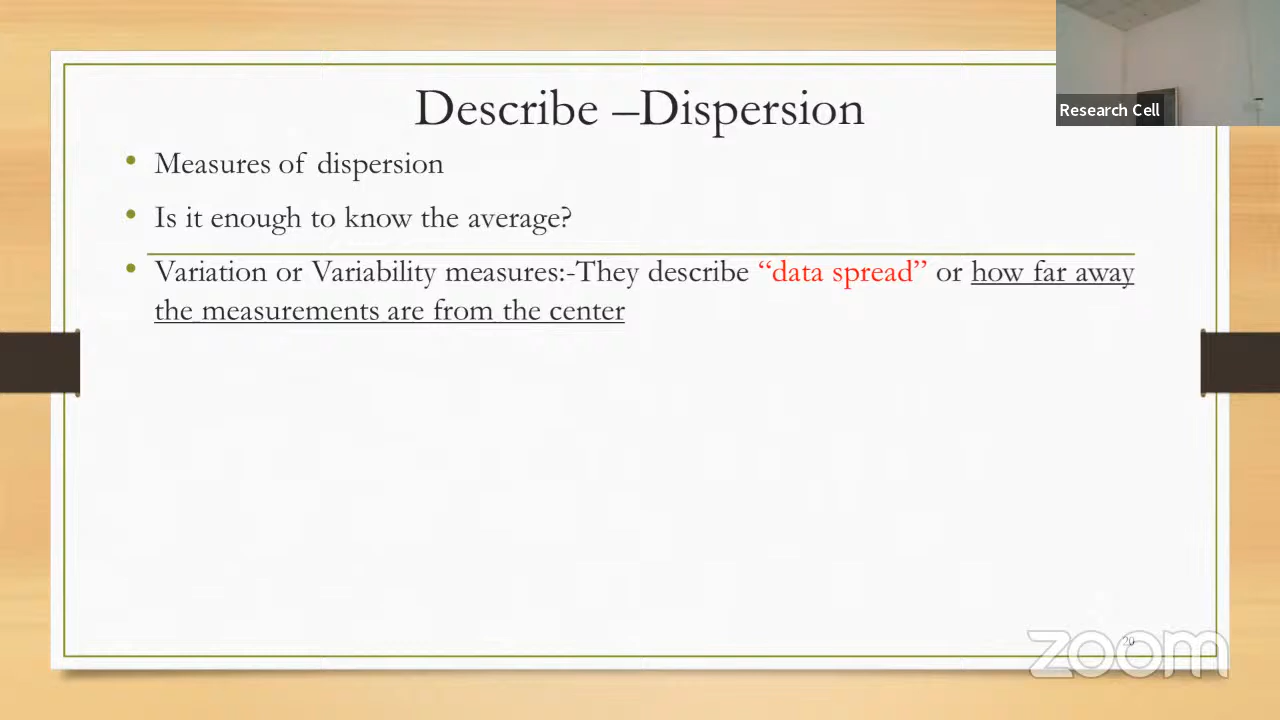 Research Cell
Describe –Dispersion
• Measures of dispersion
• Is it enough to know the average?
• Variation or Variability measures:-They describe “data spread” or how far away
the measurements are from the center
20
zoom